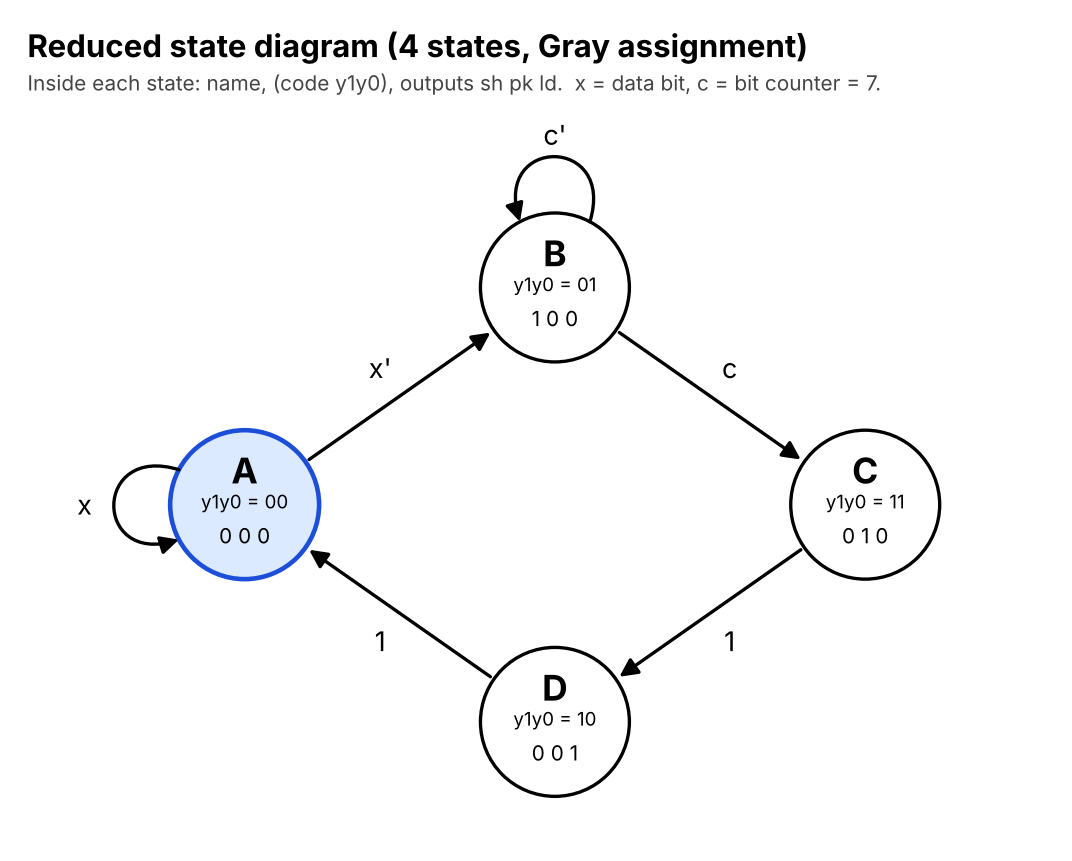 Reduced state diagram (4 states, Gray assignment)
Inside each state: name, (code y1y0), outputs sh pk ld.  x = data bit, c = bit counter = 7.
c'
B
y1y0 = 01
1 0 0
x'
c
A
y1y0 = 00
0 0 0
x
C
y1y0 = 11
0 1 0
1
1
D
y1y0 = 10
0 0 1